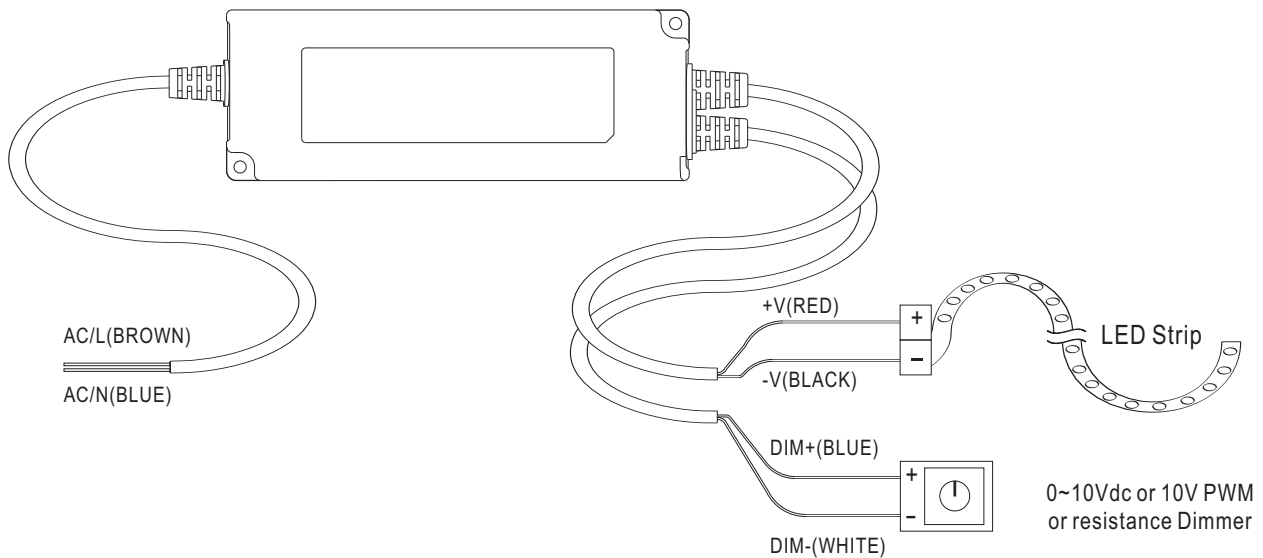 AC/L(BROWN)
AC/N(BLUE)
+V(RED)
+
-
-V(BLACK)
LED Strip
DIM+(BLUE)
+
-
DIM-(WHITE)
0~10Vdc or 10V PWM
or resistance Dimmer